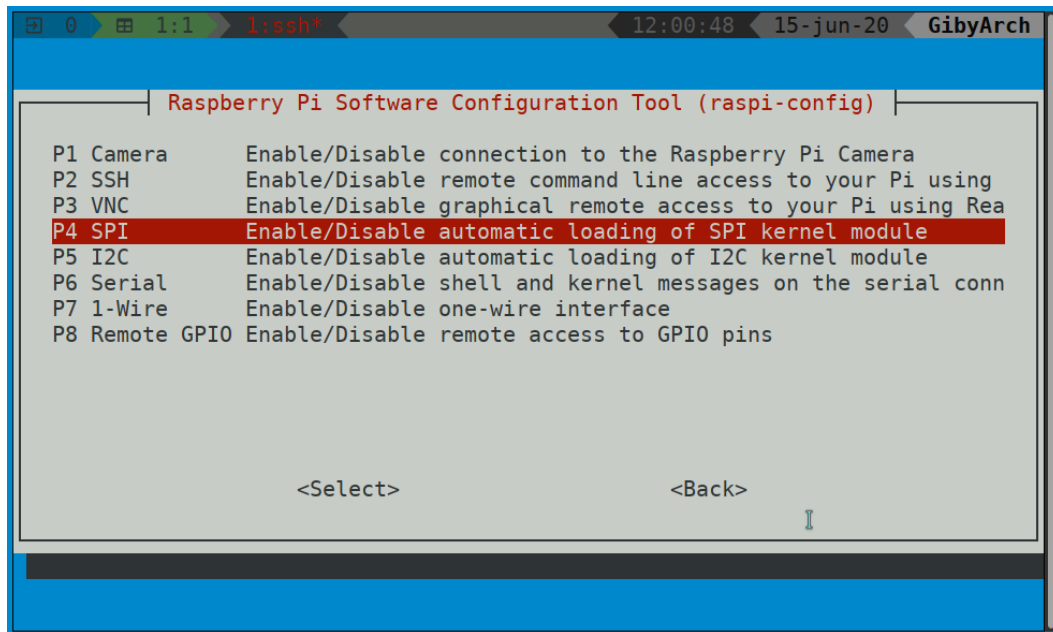 0 1:1 1:ssh* 12:00:48 15-jun-20 GibyArch
Raspberry Pi Software Configuration Tool (raspi-config)
P1 Camera Enable/Disable connection to the Raspberry Pi Camera
P2 SSH Enable/Disable remote command line access to your Pi using
P3 VNC Enable/Disable graphical remote access to your Pi using Rea
P4 SPI Enable/Disable automatic loading of SPI kernel module
P5 I2C Enable/Disable automatic loading of I2C kernel module
P6 Serial Enable/Disable shell and kernel messages on the serial conn
P7 1-Wire Enable/Disable one-wire interface
P8 Remote GPIO Enable/Disable remote access to GPIO pins
<Select> <Back>